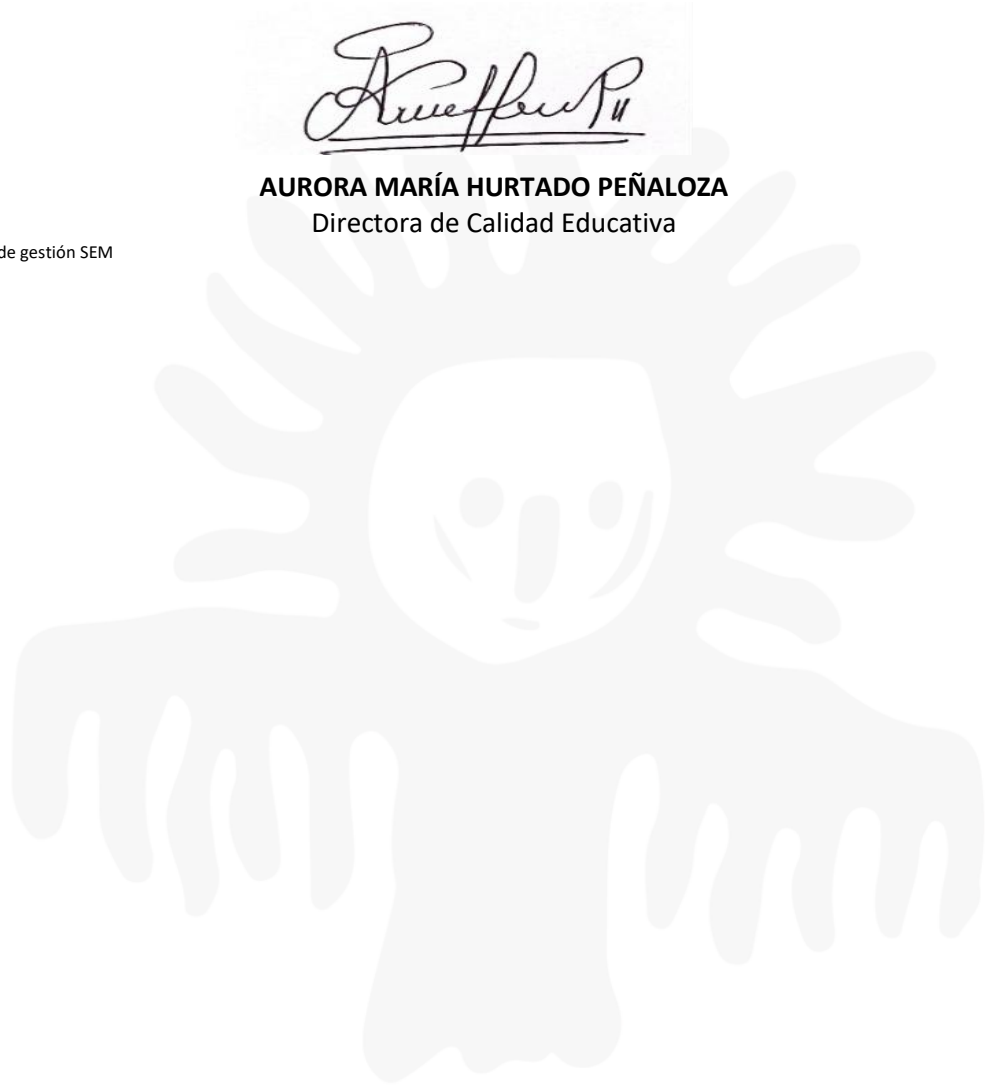 AURORA MARÍA HURTADO PEÑALOZA
Directora de Calidad Educativa
de gestión SEM